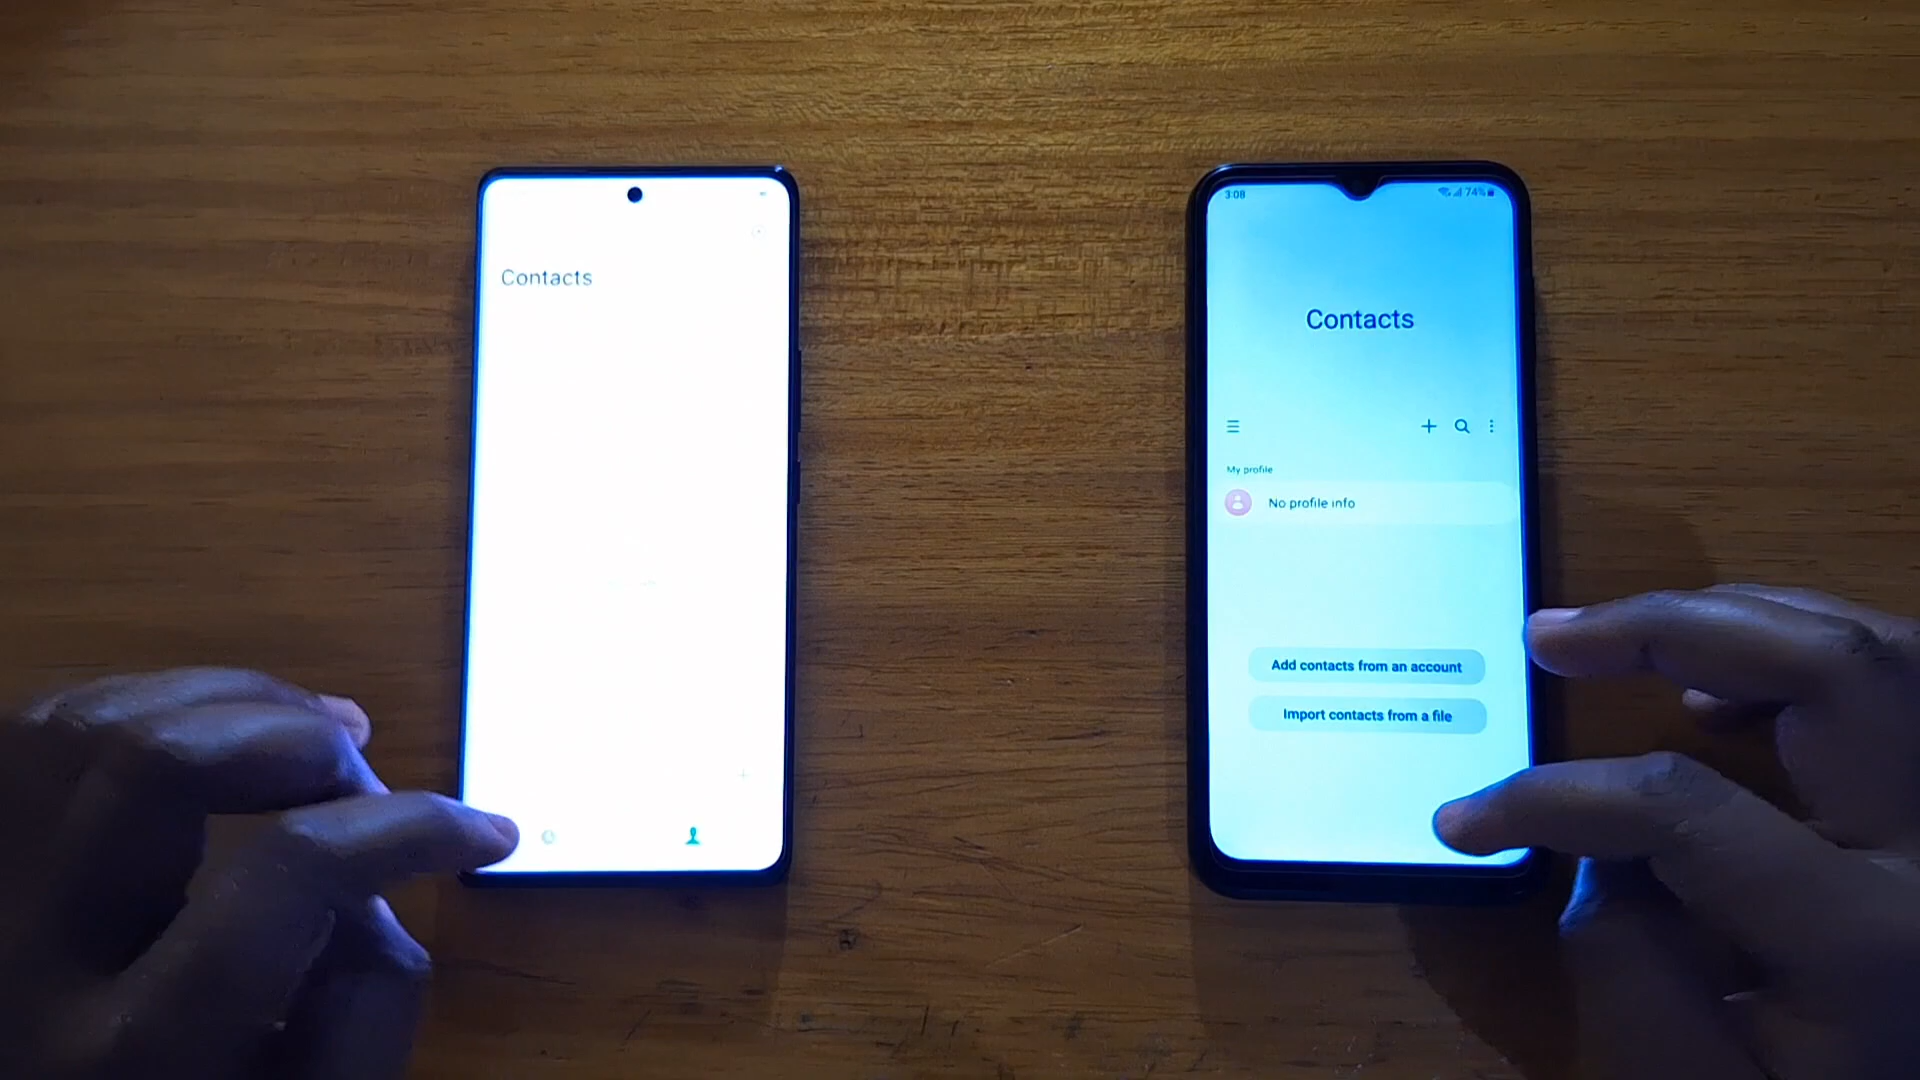 Contacts
3:08
74%
Contacts
My profile
No profile info
Add contacts from an account
Import contacts from a file